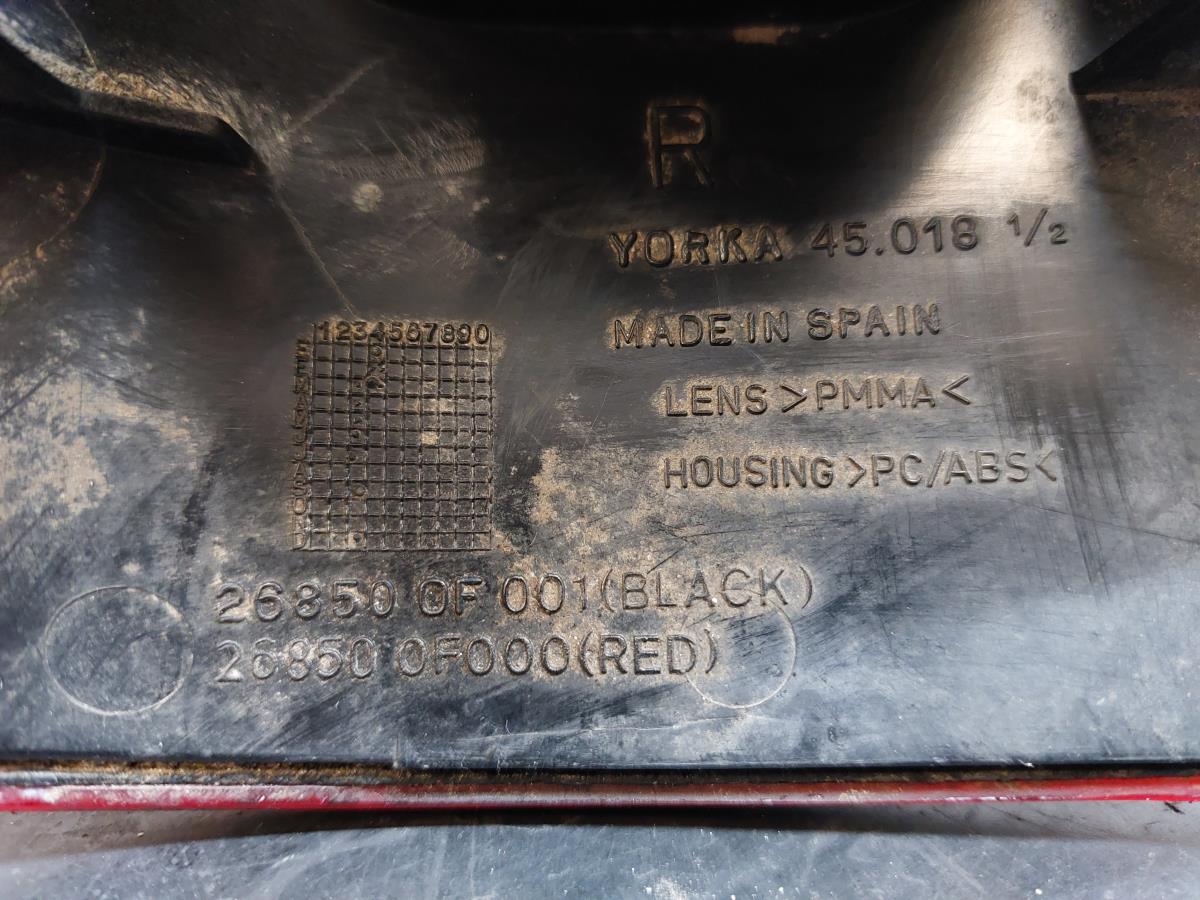 R
YORKA 45.018 1/2
MADE IN SPAIN
LENS >PMMA<
HOUSING >PC/ABS<
1234567890
26850 0F 001(BLACK)
26850 0F000(RED)